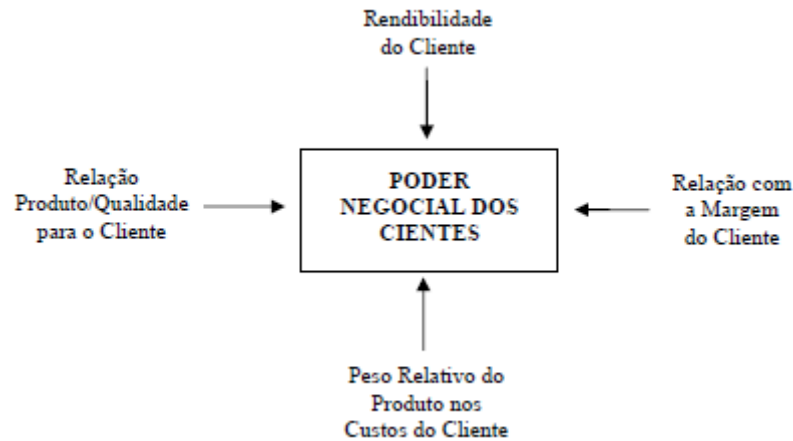 Rendibilidade
do Cliente
Relação
Produto/Qualidade
para o Cliente
PODER
NEGOCIAL DOS
CIENTES
Relação com
a Margem
do Cliente
Peso Relativo do
Produto nos
Custos do Cliente